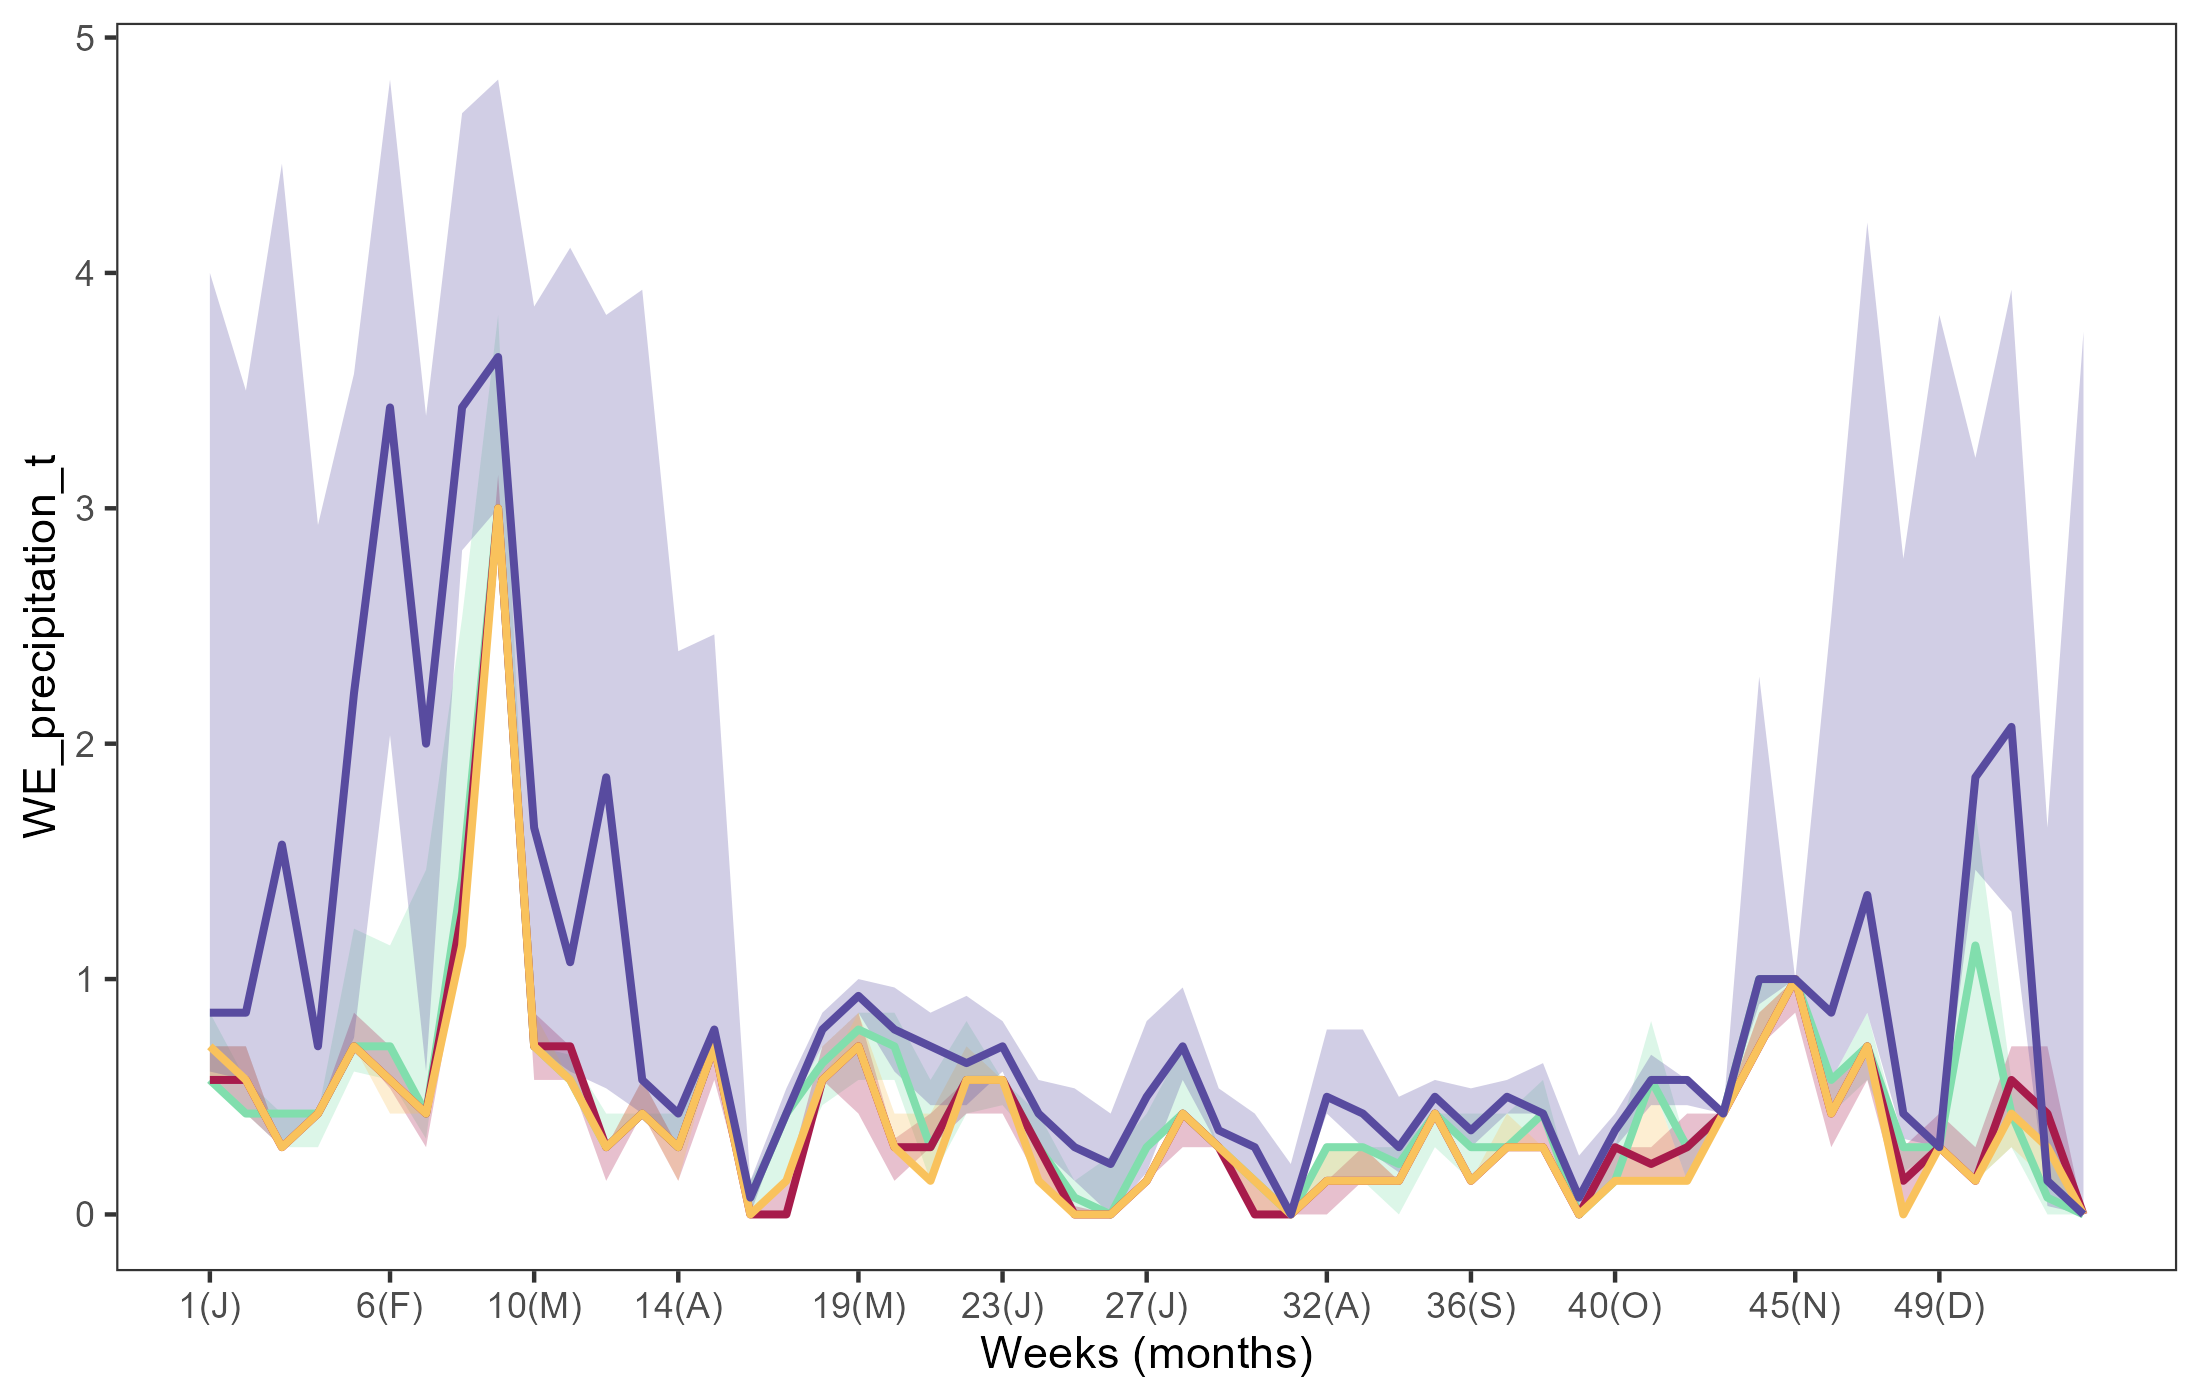 WE_precipitation_t
5
4
3
2
1
0
1(J) 6(F) 10(M) 14(A) 19(M) 23(J) 27(J) 32(A) 36(S) 40(O) 45(N) 49(D)
Weeks (months)